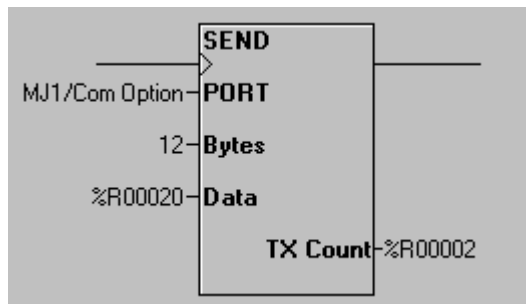 SEND
MJ1/Com Option PORT
12 Bytes
%R00020 Data
TX Count %R00002